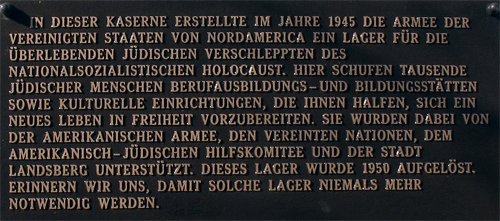 IN DIESER KASERNE ERSTELLTE IM JAHRE 1945 DIE ARMEE DER
VEREINIGTEN STAATEN VON NORDAMERICA EIN LAGER FÜR DIE
ÜBERLEBENDEN JÜDISCHEN VERSCHLEPPTEN DES
NATIONALSOZIALISTISCHEN HOLOCAUST. HIER SCHUFEN TAUSENDE
JÜDISCHER MENSCHEN BERUFAUSBILDUNGS-UND BILDUNGSSTÄTTEN
SOWIE KULTURELLE EINRICHTUNGEN, DIE IHNEN HALFEN, SICH EIN
NEUES LEBEN IN FREIHEIT VORZUBEREITEN. SIE WURDEN DABEI VON
DER AMERIKANISCHEN ARMEE, DEN VEREINTEN NATIONEN, DEM
AMERIKANISCH-JÜDISCHEN HILFSKOMITEE UND DER STADT
LANDSBERG UNTERSTÜTZT. DIESES LAGER WURDE 1950 AUFGELÖST.
ERINNERN WIR UNS, DAMIT SOLCHE LAGER NIEMALS MEHR
NOTWENDIG WERDEN.